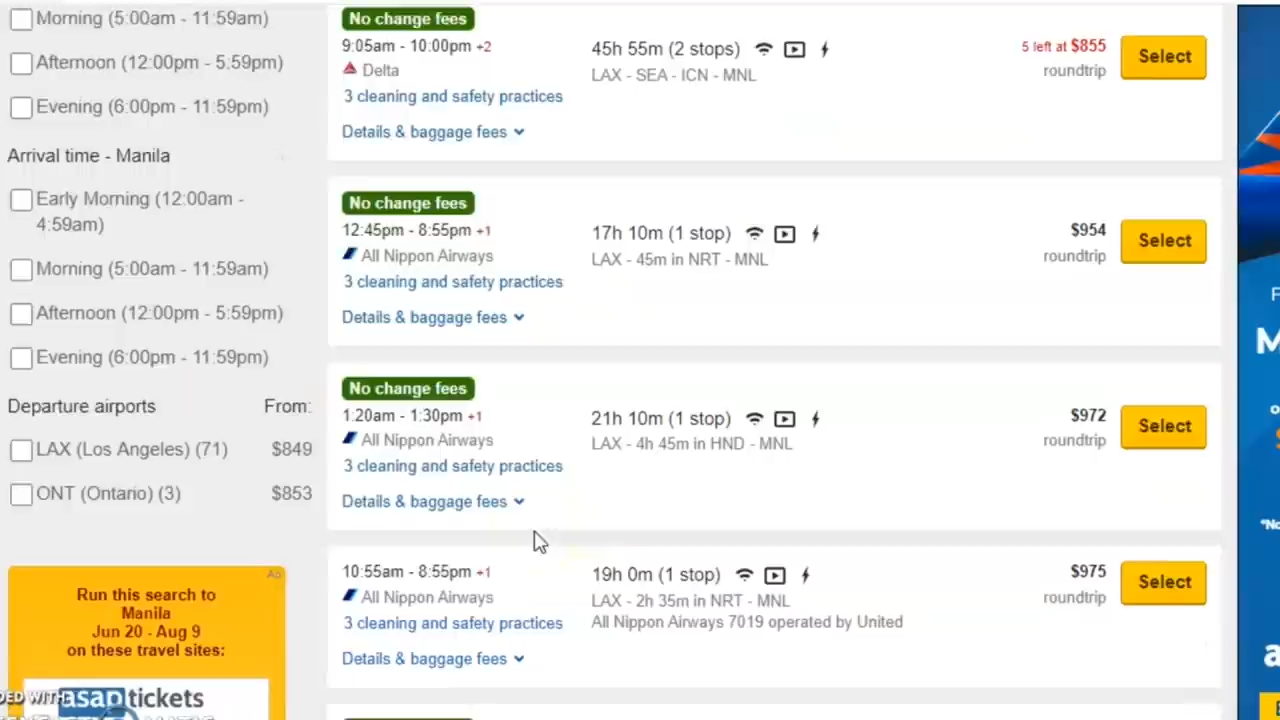 Morning (5:00am - 11:59am)
Afternoon (12:00pm - 5:59pm)
Evening (6:00pm - 11:59pm)
Arrival time - Manila
Early Morning (12:00am -
4:59am)
Morning (5:00am - 11:59am)
Afternoon (12:00pm - 5:59pm)
Evening (6:00pm - 11:59pm)
Departure airports From:
LAX (Los Angeles) (71) $849
ONT (Ontario) (3) $853
Ad
Run this search to
Manila
Jun 20 - Aug 9
on these travel sites:
asaptickets
DED WITH
No change fees
9:05am - 10:00pm +2
Delta
3 cleaning and safety practices
Details & baggage fees
45h 55m (2 stops)
LAX - SEA - ICN - MNL
5 left at $855
roundtrip
Select
No change fees
12:45pm - 8:55pm +1
All Nippon Airways
3 cleaning and safety practices
Details & baggage fees
17h 10m (1 stop)
LAX - 45m in NRT - MNL
$954
roundtrip
Select
No change fees
1:20am - 1:30pm +1
All Nippon Airways
3 cleaning and safety practices
Details & baggage fees
21h 10m (1 stop)
LAX - 4h 45m in HND - MNL
$972
roundtrip
Select
10:55am - 8:55pm +1
All Nippon Airways
3 cleaning and safety practices
Details & baggage fees
19h 0m (1 stop)
LAX - 2h 35m in NRT - MNL
All Nippon Airways 7019 operated by United
$975
roundtrip
Select